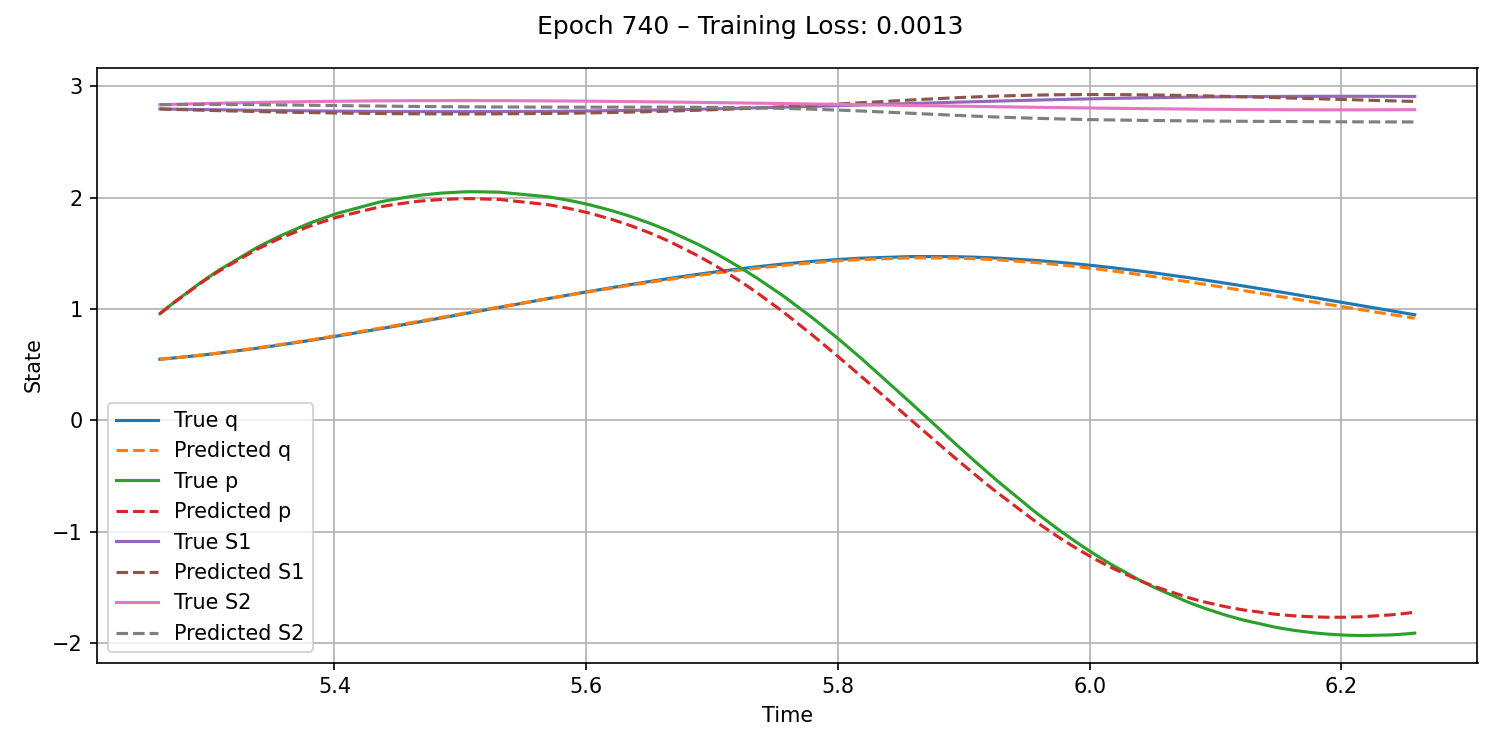 Epoch 740 – Training Loss: 0.0013
3
2
1
0
−1
−2
State
True q
Predicted q
True p
Predicted p
True S1
Predicted S1
True S2
Predicted S2
5.4 5.6 5.8 6.0 6.2
Time